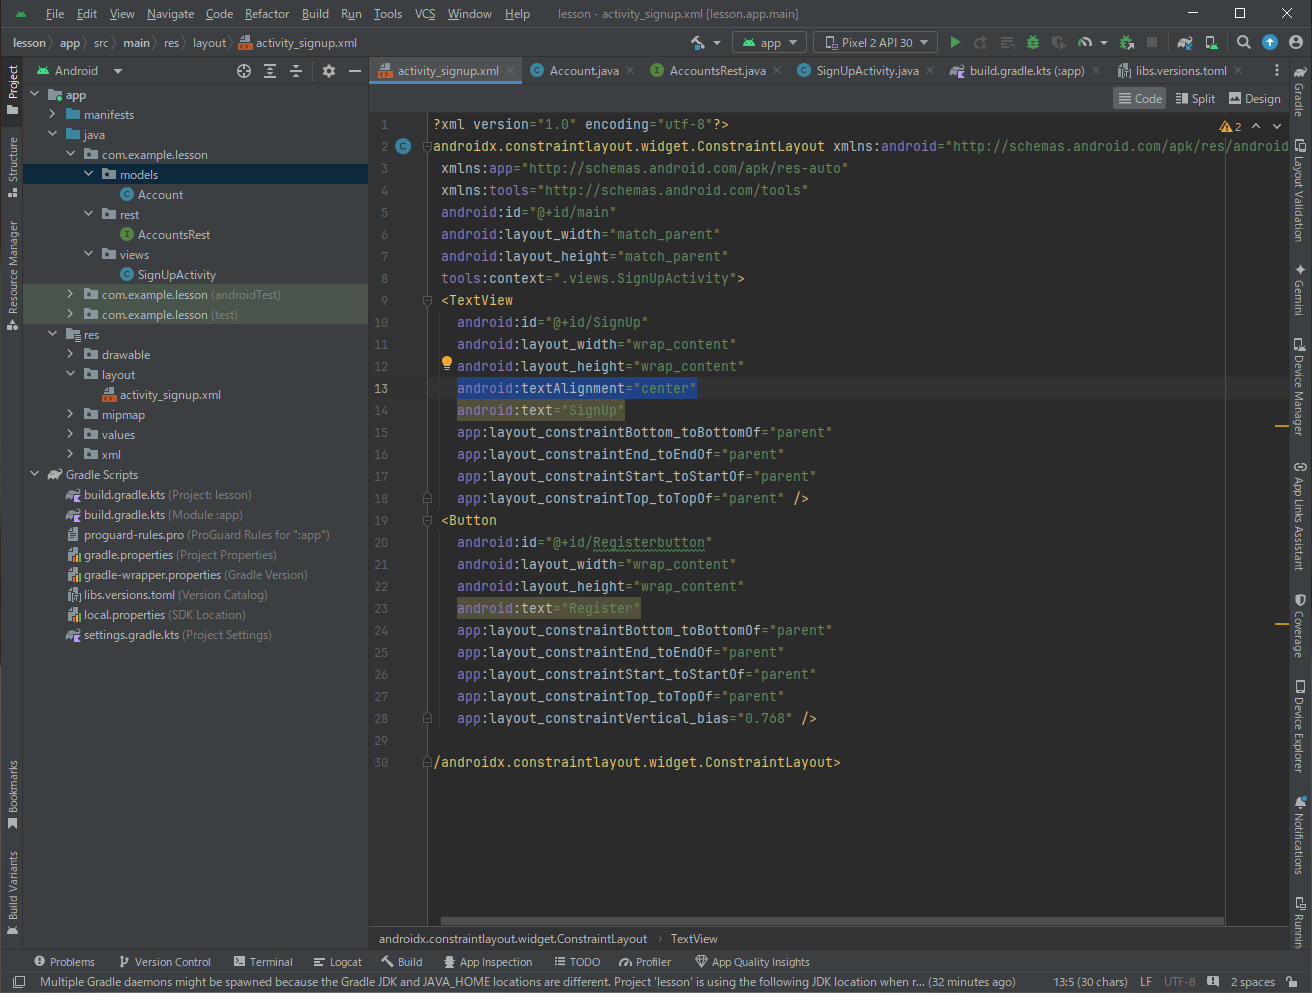 File Edit View Navigate Code Refactor Build Run Tools VCS Window Help lesson - activity_signup.xml [lesson.app.main]
lesson app src main res layout activity_signup.xml app Pixel 2 API 30
Android activity_signup.xml Account.java AccountsRest.java SignUpActivity.java build.gradle.kts (:app) libs.versions.toml
Code Split Design
Project
Structure
Resource Manager
Bookmarks
Build Variants
app
manifests
java
com.example.lesson
models
Account
rest
AccountsRest
views
SignUpActivity
com.example.lesson (androidTest)
com.example.lesson (test)
res
drawable
layout
activity_signup.xml
mipmap
values
xml
Gradle Scripts
build.gradle.kts (Project: lesson)
build.gradle.kts (Module :app)
proguard-rules.pro (ProGuard Rules for ":app")
gradle.properties (Project Properties)
gradle-wrapper.properties (Gradle Version)
libs.versions.toml (Version Catalog)
local.properties (SDK Location)
settings.gradle.kts (Project Settings)
2
1 ?xml version="1.0" encoding="utf-8"?>
2 androidx.constraintlayout.widget.ConstraintLayout xmlns:android="http://schemas.android.com/apk/res/android
3 xmlns:app="http://schemas.android.com/apk/res-auto"
4 xmlns:tools="http://schemas.android.com/tools"
5 android:id="@+id/main"
6 android:layout_width="match_parent"
7 android:layout_height="match_parent"
8 tools:context=".views.SignUpActivity">
9 <TextView
10 android:id="@+id/SignUp"
11 android:layout_width="wrap_content"
12 android:layout_height="wrap_content"
13 android:textAlignment="center"
14 android:text="SignUp"
15 app:layout_constraintBottom_toBottomOf="parent"
16 app:layout_constraintEnd_toEndOf="parent"
17 app:layout_constraintStart_toStartOf="parent"
18 app:layout_constraintTop_toTopOf="parent" />
19 <Button
20 android:id="@+id/Registerbutton"
21 android:layout_width="wrap_content"
22 android:layout_height="wrap_content"
23 android:text="Register"
24 app:layout_constraintBottom_toBottomOf="parent"
25 app:layout_constraintEnd_toEndOf="parent"
26 app:layout_constraintStart_toStartOf="parent"
27 app:layout_constraintTop_toTopOf="parent"
28 app:layout_constraintVertical_bias="0.768" />
29
30 /androidx.constraintlayout.widget.ConstraintLayout>
Gradle
Layout Validation
Gemini
Device Manager
App Links Assistant
Coverage
Device Explorer
Notifications
Runnin
androidx.constraintlayout.widget.ConstraintLayout TextView
Problems Version Control Terminal Logcat Build App Inspection TODO Profiler App Quality Insights
Multiple Gradle daemons might be spawned because the Gradle JDK and JAVA_HOME locations are different. Project 'lesson' is using the following JDK location when r... (32 minutes ago) 13:5 (30 chars) LF UTF-8 2 spaces